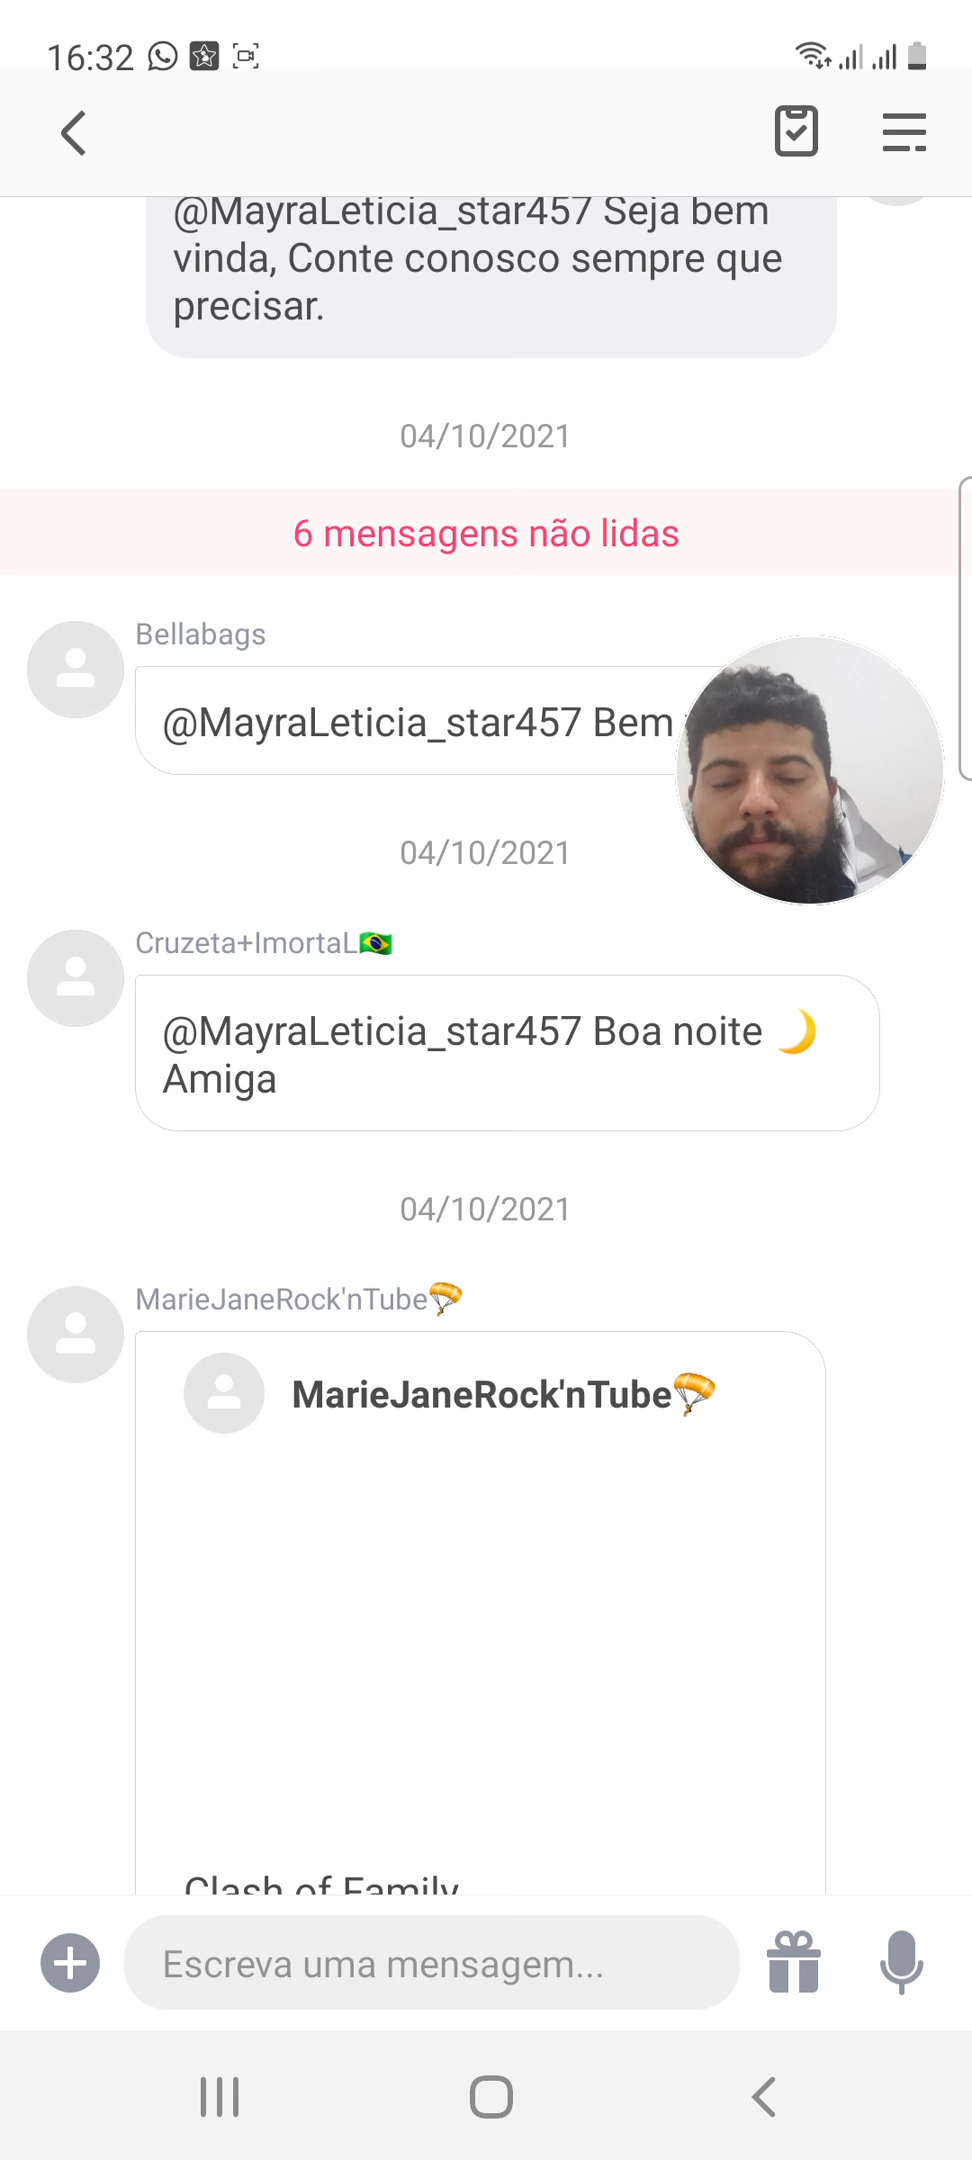 16:32
@MayraLeticia_star457 Seja bem
vinda, Conte conosco sempre que
precisar.
04/10/2021
6 mensagens não lidas
Bellabags
@MayraLeticia_star457 Bem
04/10/2021
Cruzeta+ImortaL🇧🇷
@MayraLeticia_star457 Boa noite 🌙
Amiga
04/10/2021
MarieJaneRock'nTube🪂
MarieJaneRock'nTube🪂
Clash of Family
Escreva uma mensagem...